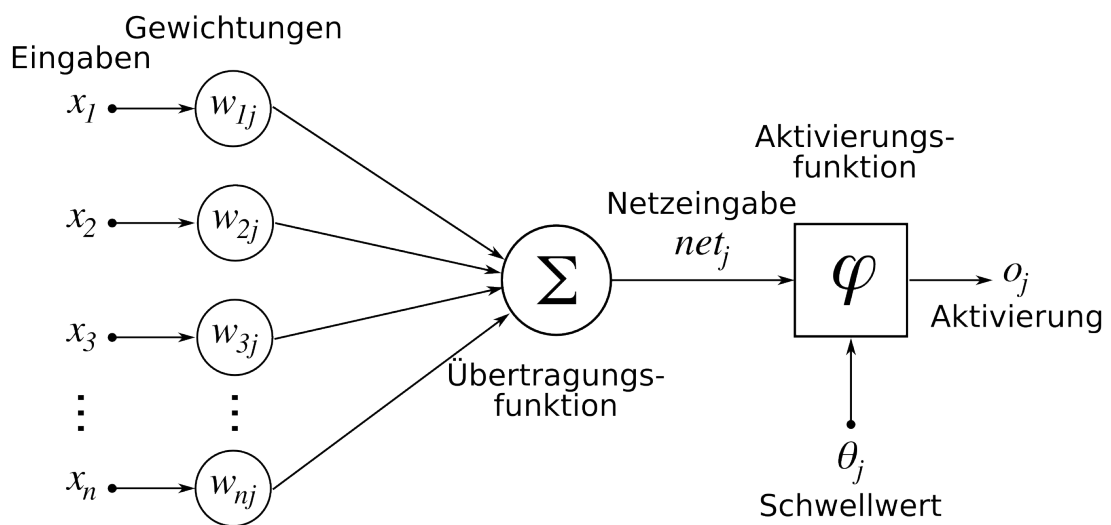 Gewichtungen
Eingaben
x1 w1j
x2 w2j
x3 w3j
⋮ ⋮
xn wnj
Σ
Übertragungs-
funktion
Netzeingabe
netj
Aktivierungs-
funktion
φ
oj
Aktivierung
θj
Schwellwert